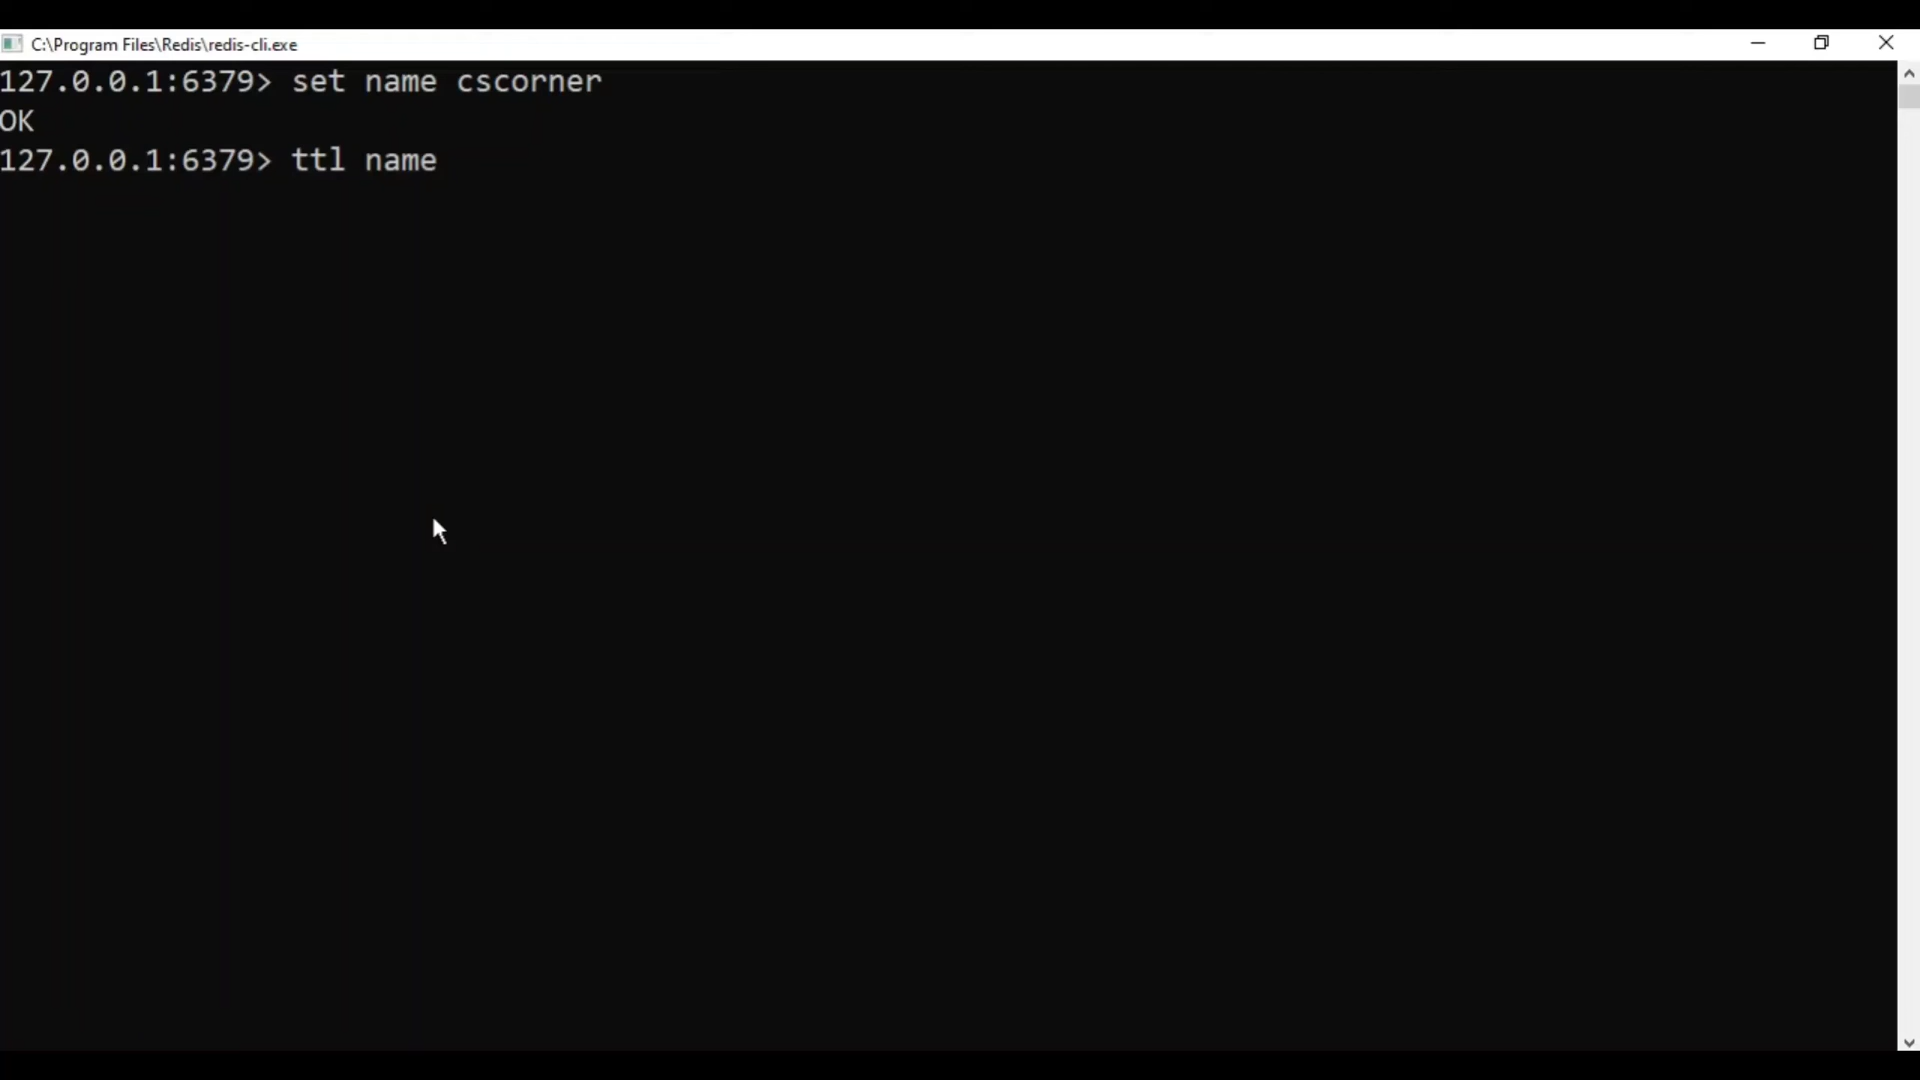 C:\Program Files\Redis\redis-cli.exe
127.0.0.1:6379> set name cscorner
OK
127.0.0.1:6379> ttl name